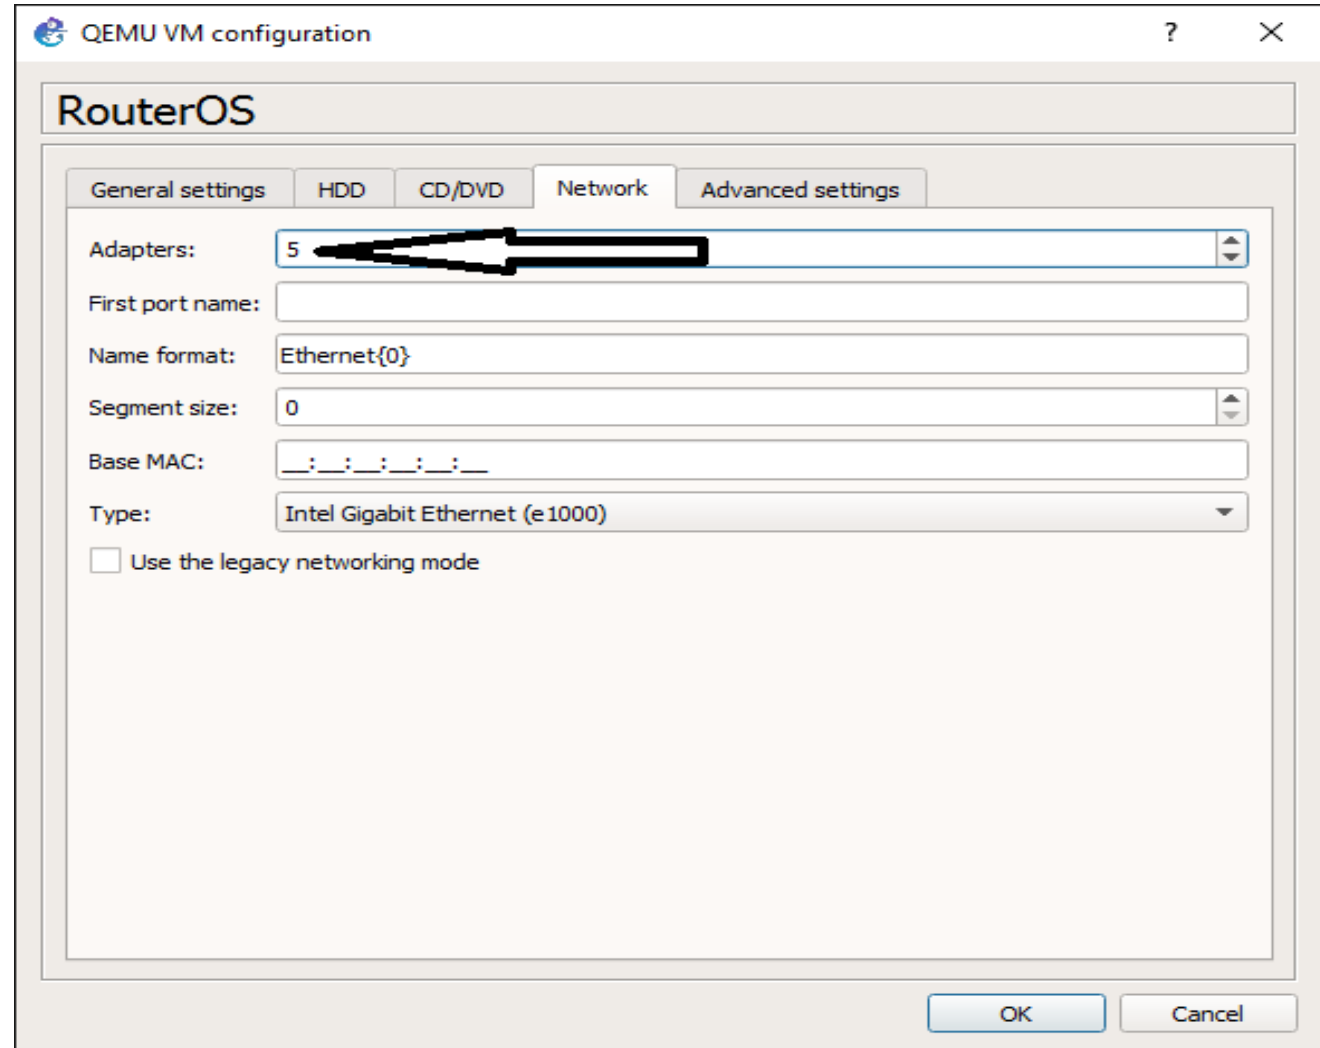 QEMU VM configuration ?
RouterOS
General settings HDD CD/DVD Network Advanced settings
Adapters: 5
First port name:
Name format: Ethernet{0}
Segment size: 0
Base MAC: __:__:__:__:__:__
Type: Intel Gigabit Ethernet (e1000)
Use the legacy networking mode
OK Cancel